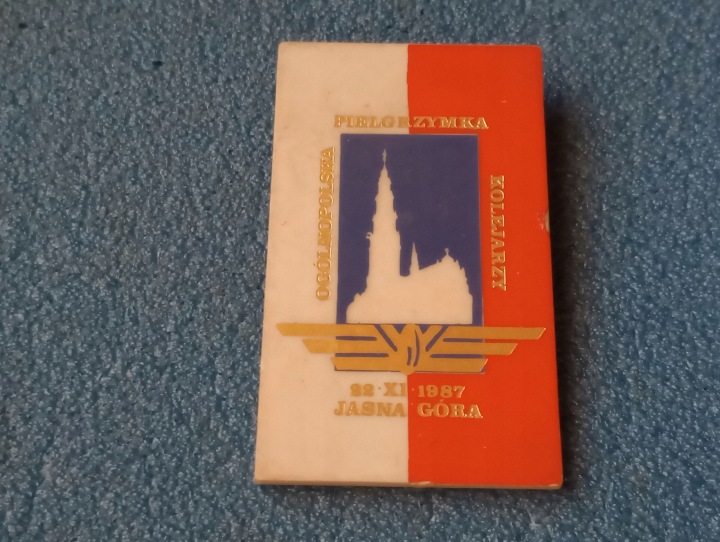 OGÓLNOPOLSKA
PIELGRZYMKA
KOLEJARZY
22·XI·1987
JASNA GÓRA